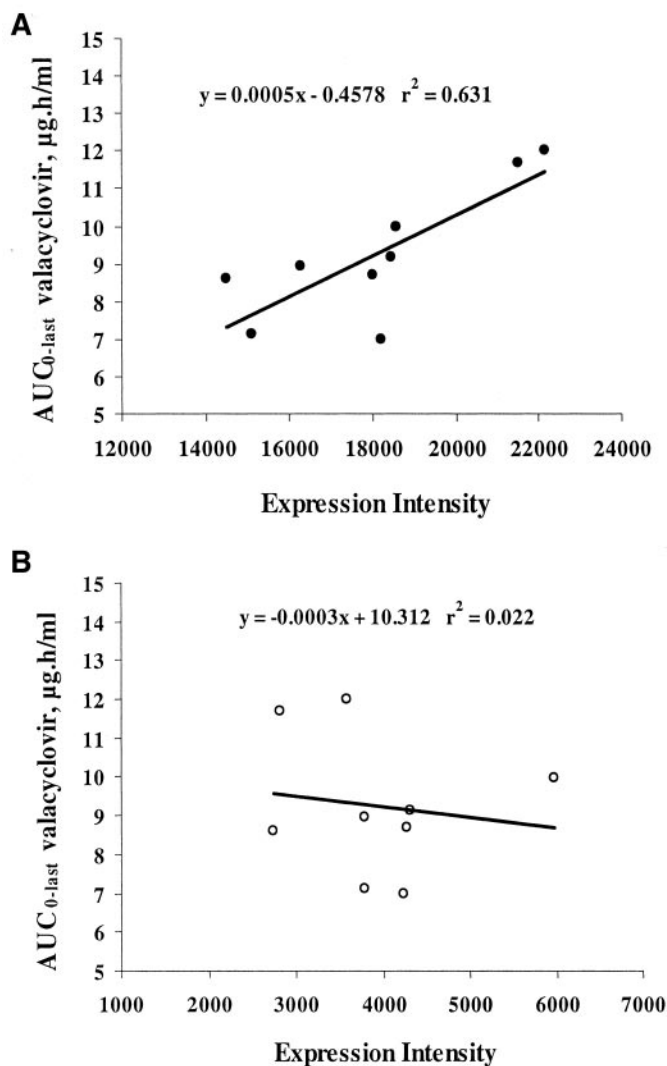 A
15
14
13
12
11
10
9
8
7
6
5
AUC0-last valacyclovir, µg.h/ml
y = 0.0005x - 0.4578 r² = 0.631
12000 14000 16000 18000 20000 22000 24000
Expression Intensity
B
15
14
13
12
11
10
9
8
7
6
5
AUC 0-last valacyclovir, µg.h/ml
y = -0.0003x + 10.312 r² = 0.022
1000 2000 3000 4000 5000 6000 7000
Expression Intensity